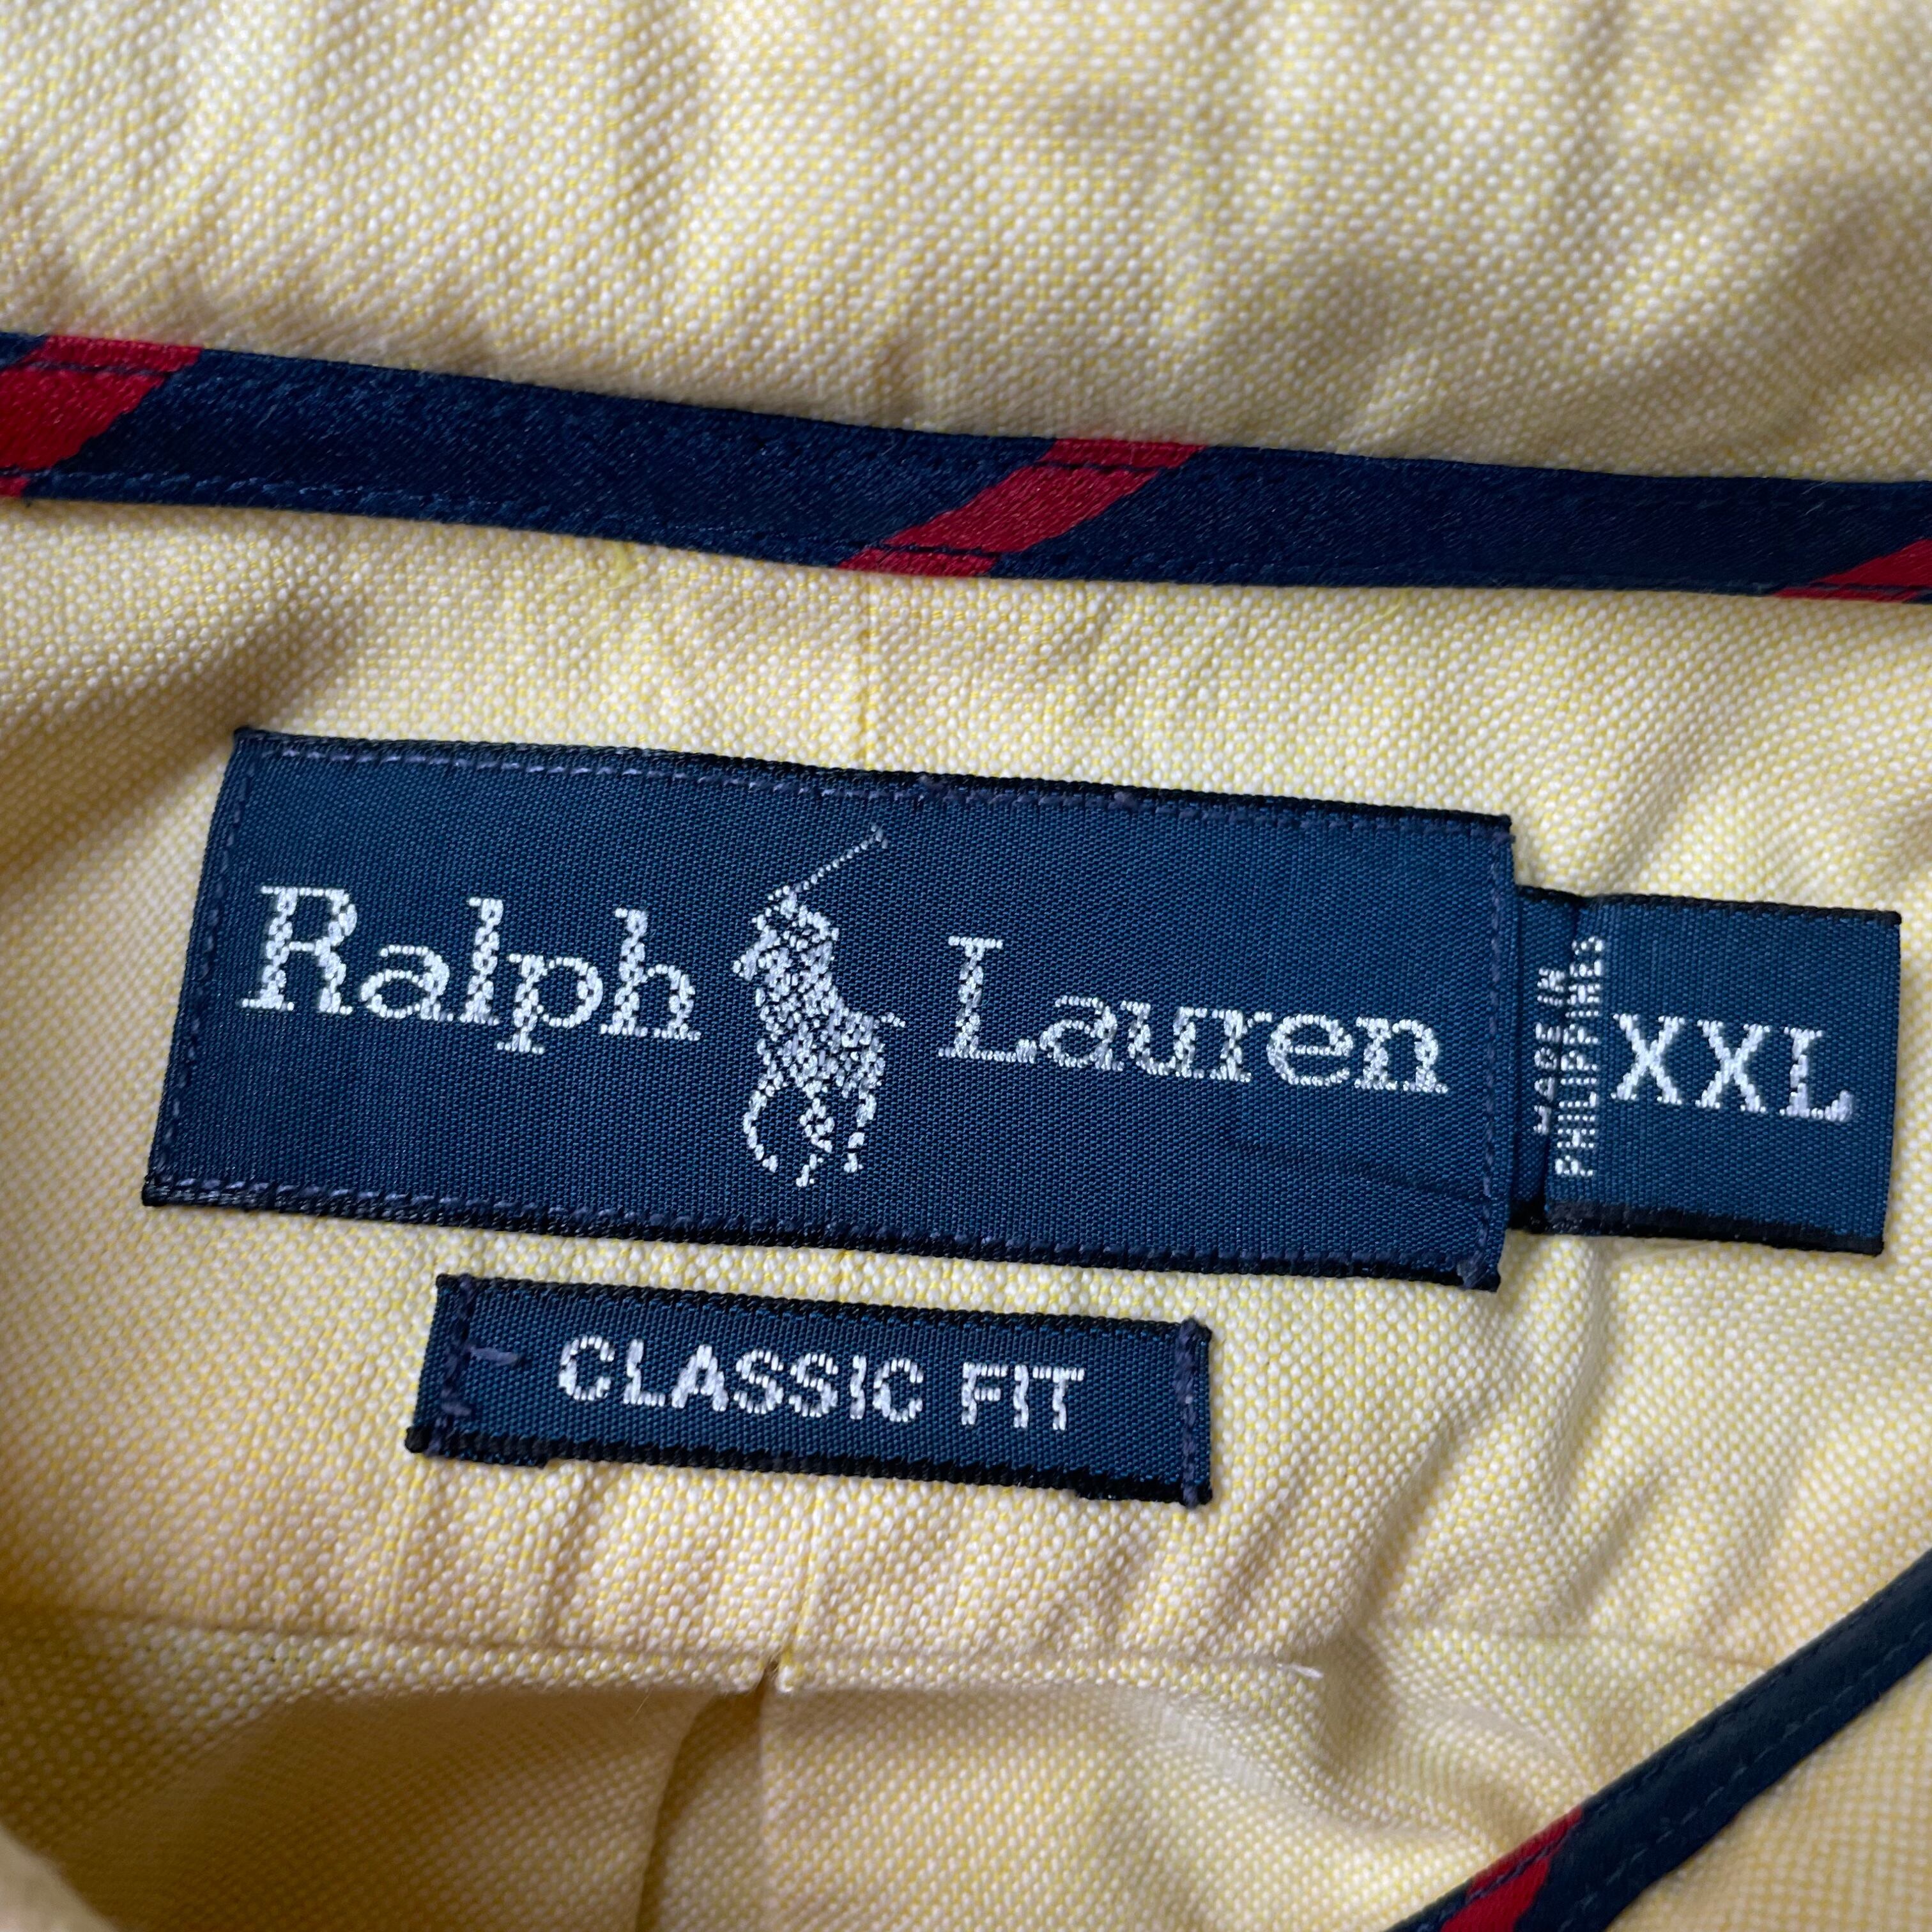 Ralph Lauren
MADE IN
PHILIPPINES
XXL
CLASSIC FIT